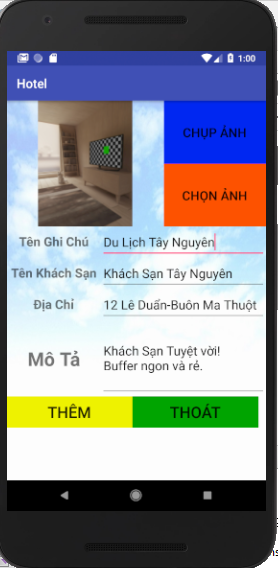 1:00
Hotel
CHỤP ẢNH
CHỌN ẢNH
Tên Ghi Chú
Du Lịch Tây Nguyên
Tên Khách Sạn
Khách Sạn Tây Nguyên
Địa Chỉ
12 Lê Duẩn-Buôn Ma Thuột
Mô Tả
Khách Sạn Tuyệt vời!
Buffer ngon và rẻ.
THÊM
THOÁT